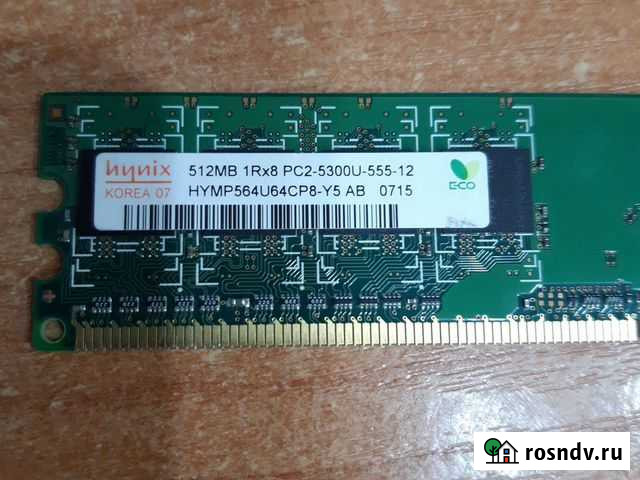 hynix
KOREA 07
512MB 1Rx8 PC2-5300U-555-12
HYMP564U64CP8-Y5 AB 0715
ECO
rosndv.ru